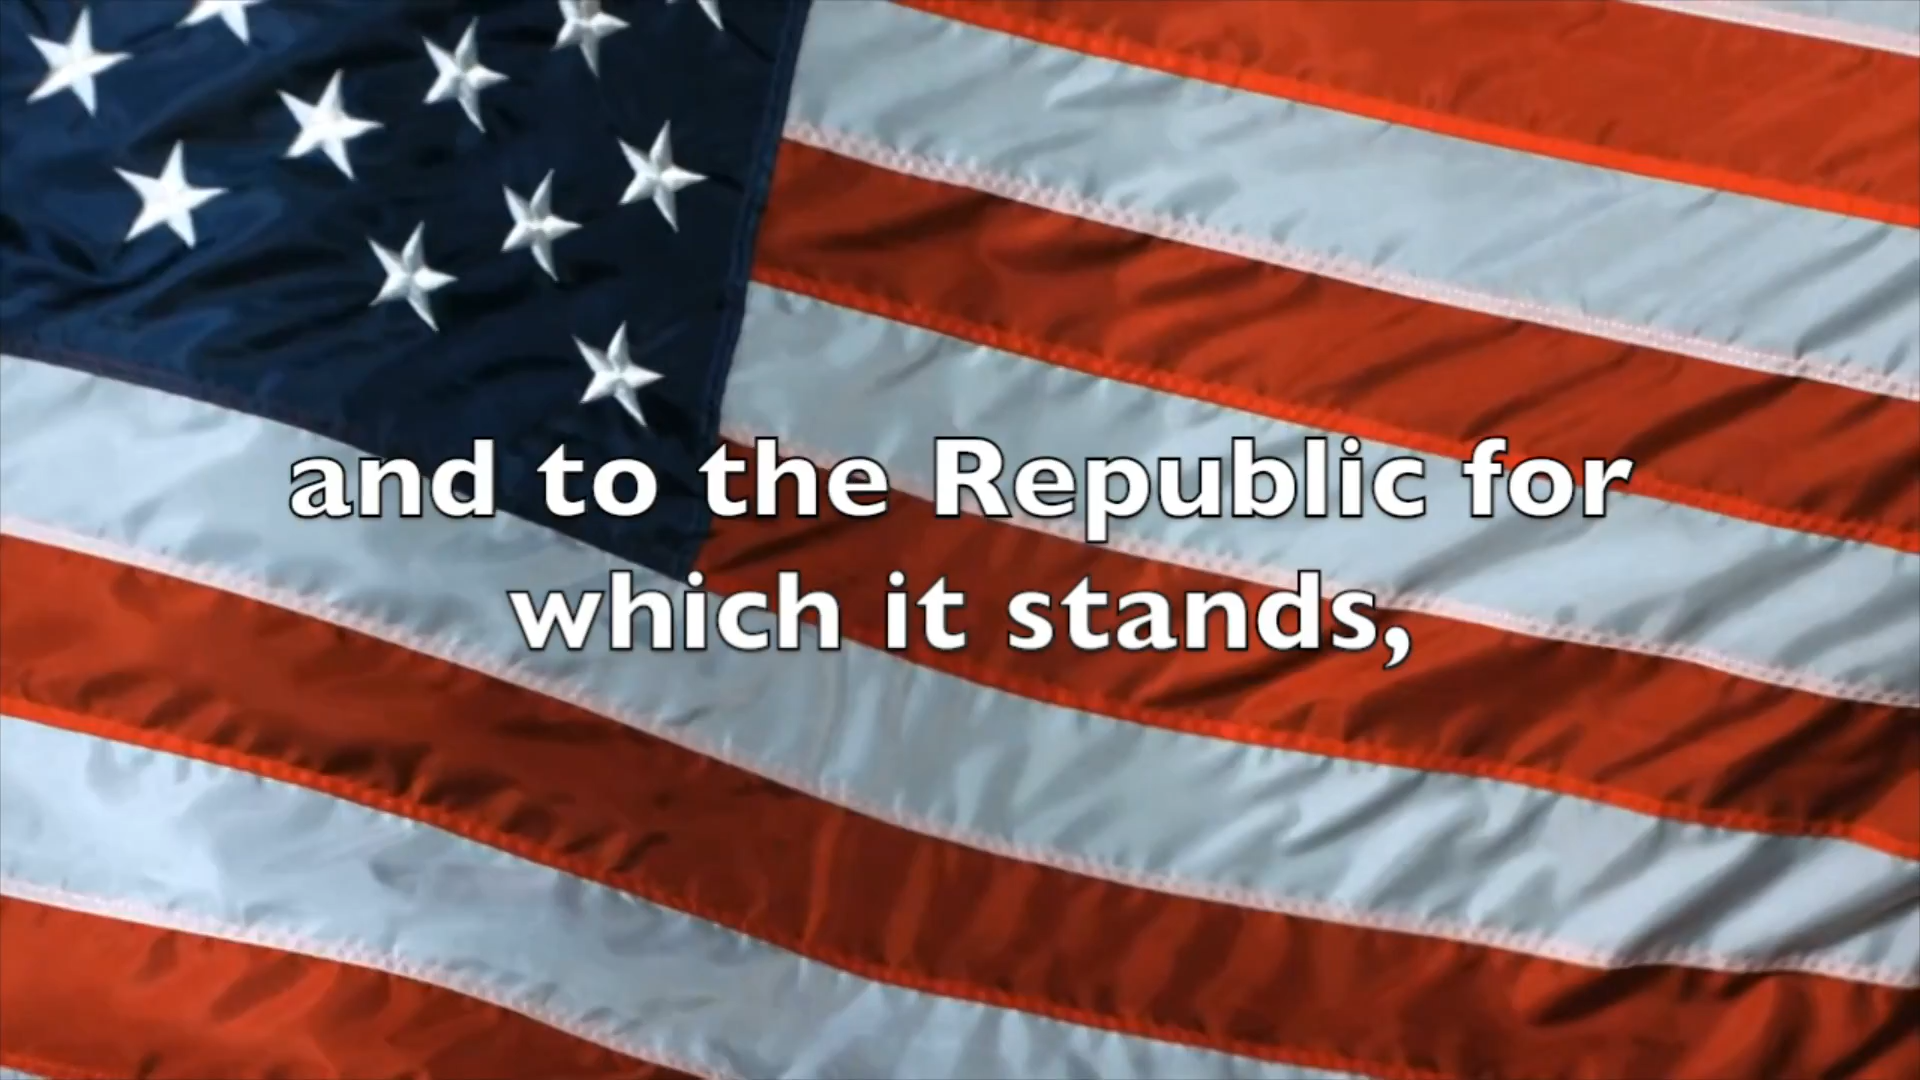 and to the Republic for
which it stands,